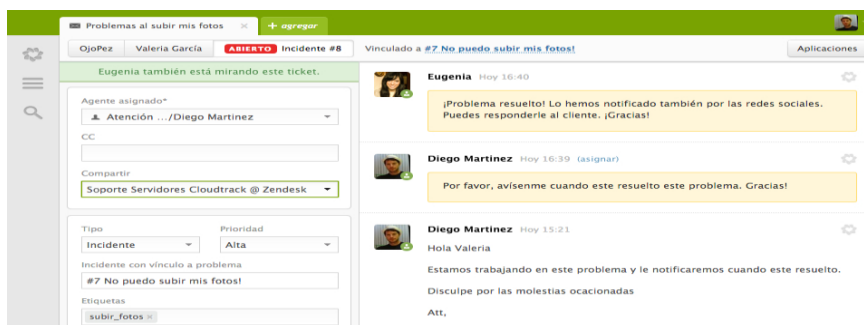 Problemas al subir mis fotos × + agregar
OjoPez Valeria García ABIERTO Incidente #8 Vinculado a #7 No puedo subir mis fotos! Aplicaciones
Eugenia también está mirando este ticket.
Agente asignado*
Atención .../Diego Martinez
CC
Compartir
Soporte Servidores Cloudtrack @ Zendesk
Tipo Prioridad
Incidente Alta
Incidente con vínculo a problema
#7 No puedo subir mis fotos!
Etiquetas
subir_fotos ×
Eugenia Hoy 16:40
¡Problema resuelto! Lo hemos notificado también por las redes sociales.
Puedes responderle al cliente. ¡Gracias!
Diego Martinez Hoy 16:39 (asignar)
Por favor, avísenme cuando este resuelto este problema. Gracias!
Diego Martinez Hoy 15:21
Hola Valeria
Estamos trabajando en este problema y le notificaremos cuando este resuelto.
Disculpe por las molestias ocacionadas
Att,